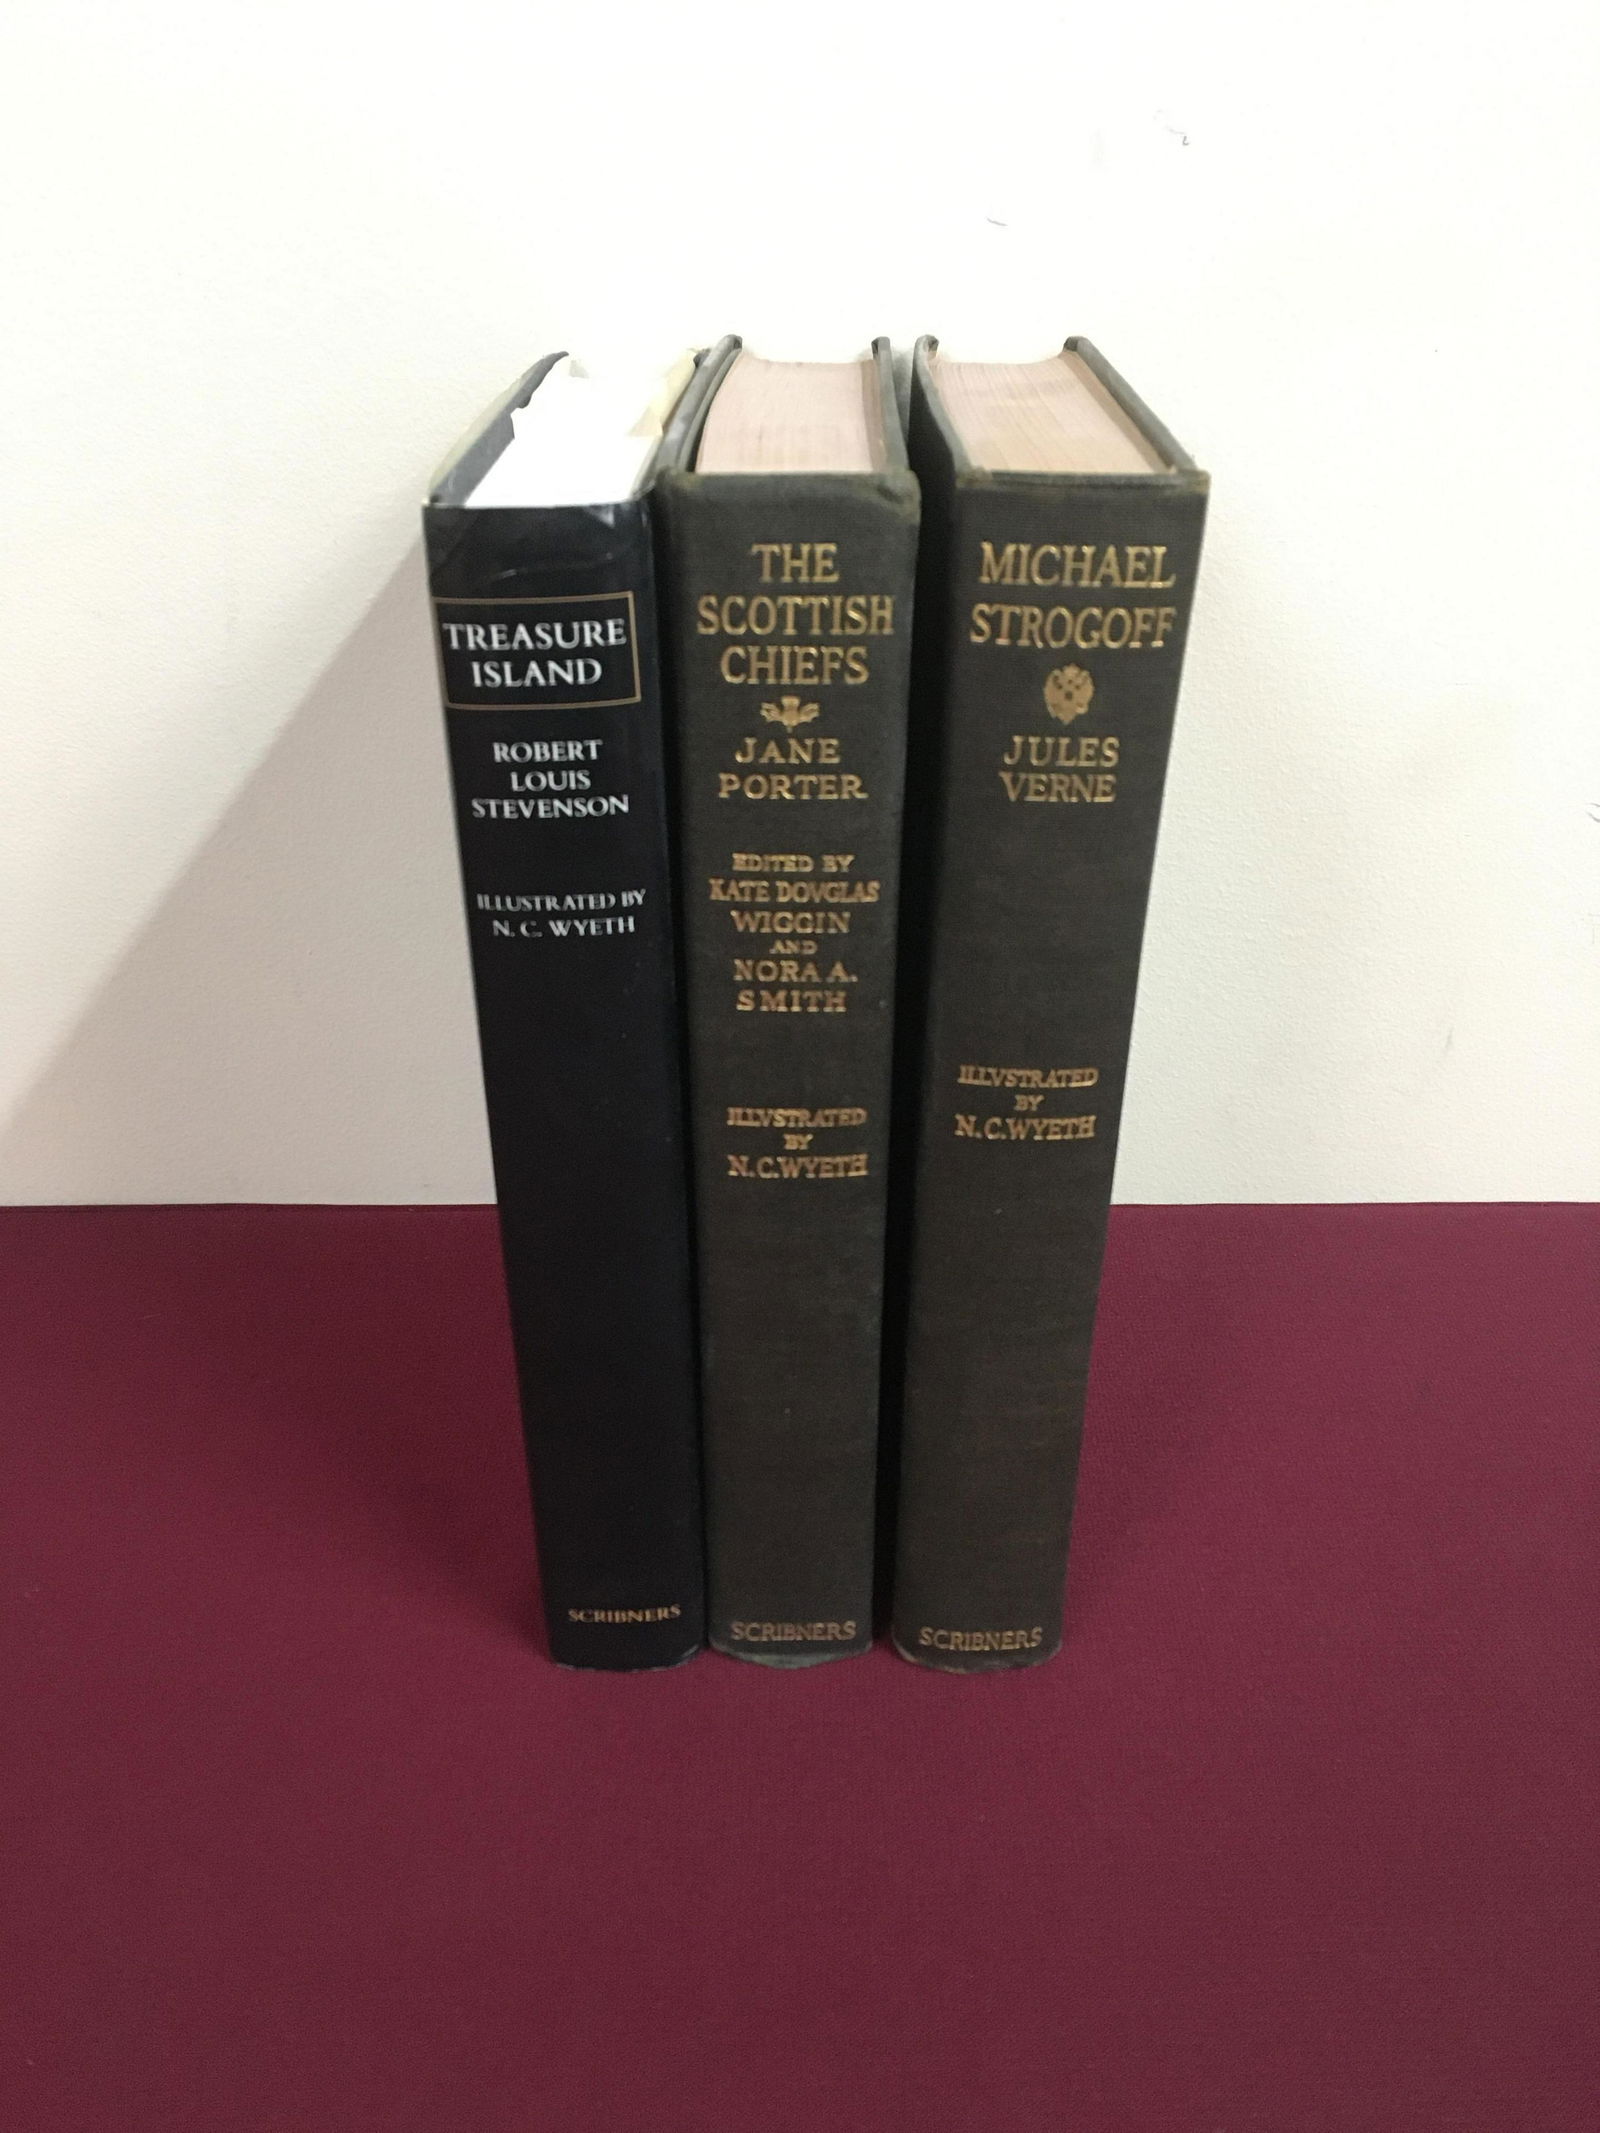 TREASURE
ISLAND
ROBERT
LOUIS
STEVENSON
ILLUSTRATED BY
N. C. WYETH
SCRIBNERS
THE
SCOTTISH
CHIEFS
JANE
PORTER
EDITED BY
KATE DOVGLAS
WIGGIN
AND
NORA A.
SMITH
ILLVSTRATED
BY
N.C.WYETH
SCRIBNERS
MICHAEL
STROGOFF
JULES
VERNE
ILLVSTRATED
BY
N.C.WYETH
SCRIBNERS